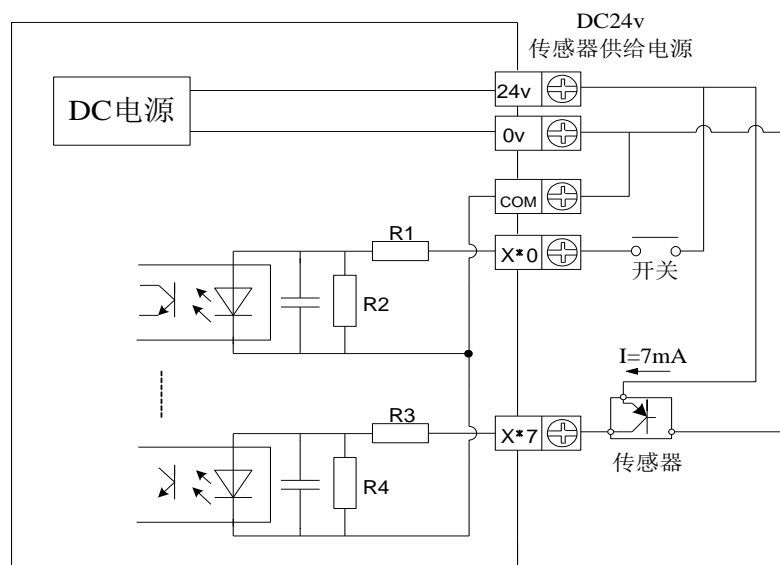 DC24v
传感器供给电源
DC电源
24v
0v
COM
R1
X*0
开关
R2
I=7mA
R3
X*7
传感器
R4